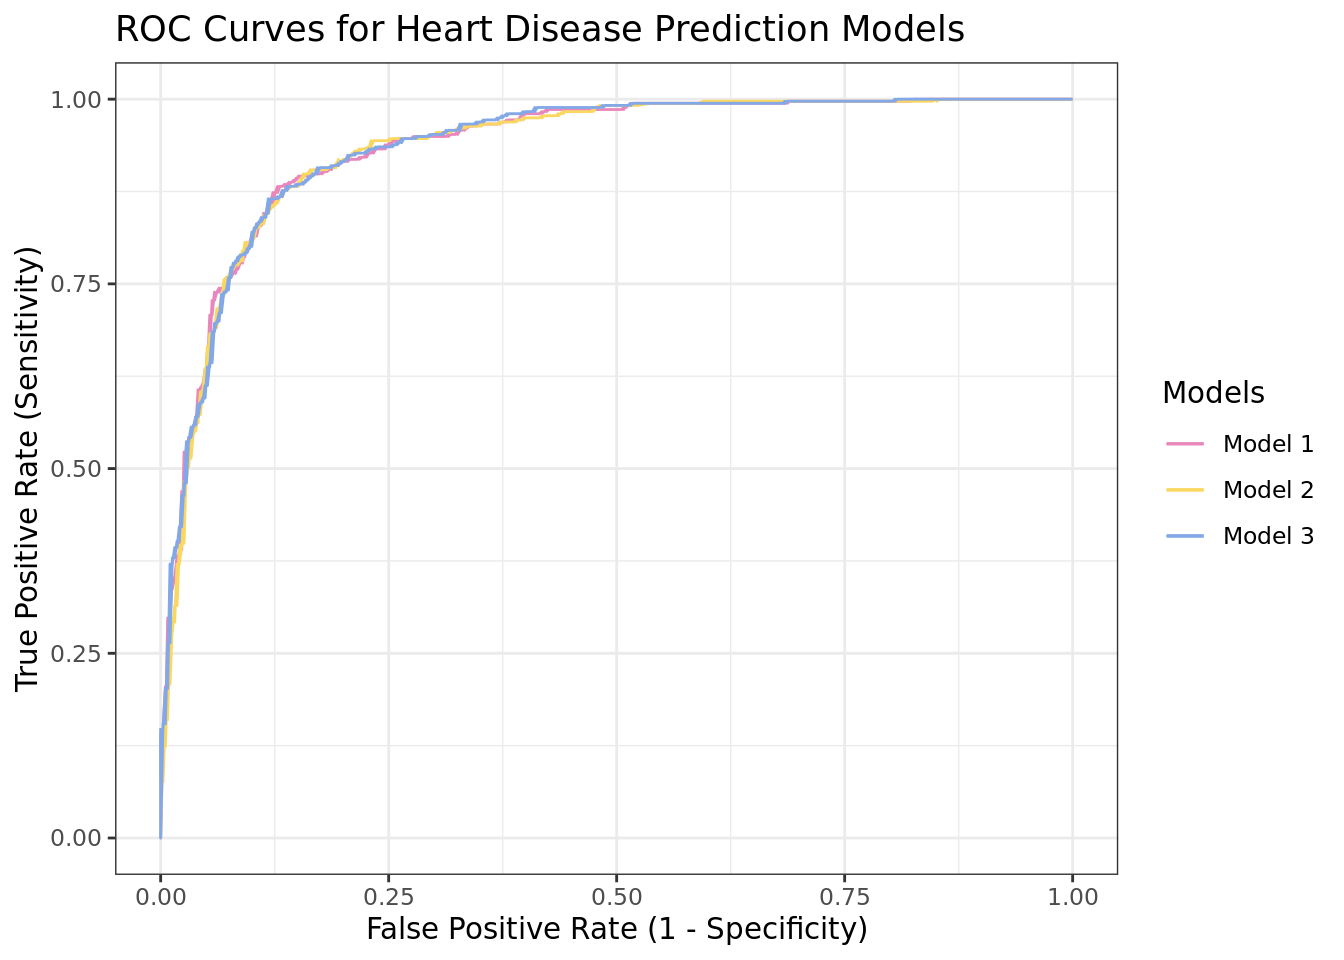 ROC Curves for Heart Disease Prediction Models
True Positive Rate (Sensitivity)
1.00
0.75
0.50
0.25
0.00
0.00 0.25 0.50 0.75 1.00
False Positive Rate (1 - Specificity)
Models
Model 1
Model 2
Model 3